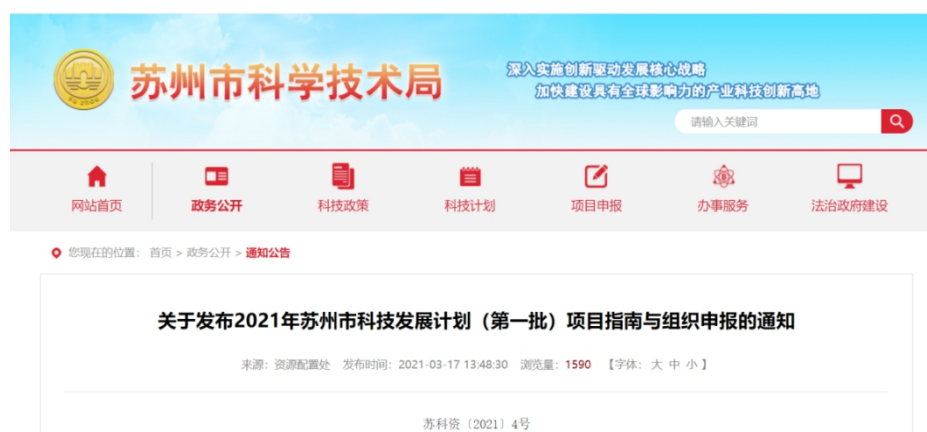 苏州市科学技术局
深入实施创新驱动发展核心战略
加快建设具有全球影响力的产业科技创新高地
请输入关键词
网站首页 政务公开 科技政策 科技计划 项目申报 办事服务 法治政府建设
您现在的位置： 首页 > 政务公开 > 通知公告
关于发布2021年苏州市科技发展计划（第一批）项目指南与组织申报的通知
来源：资源配置处 发布时间：2021-03-17 13:48:30 浏览量：1590 【字体：大 中 小 】
苏科资〔2021〕4号